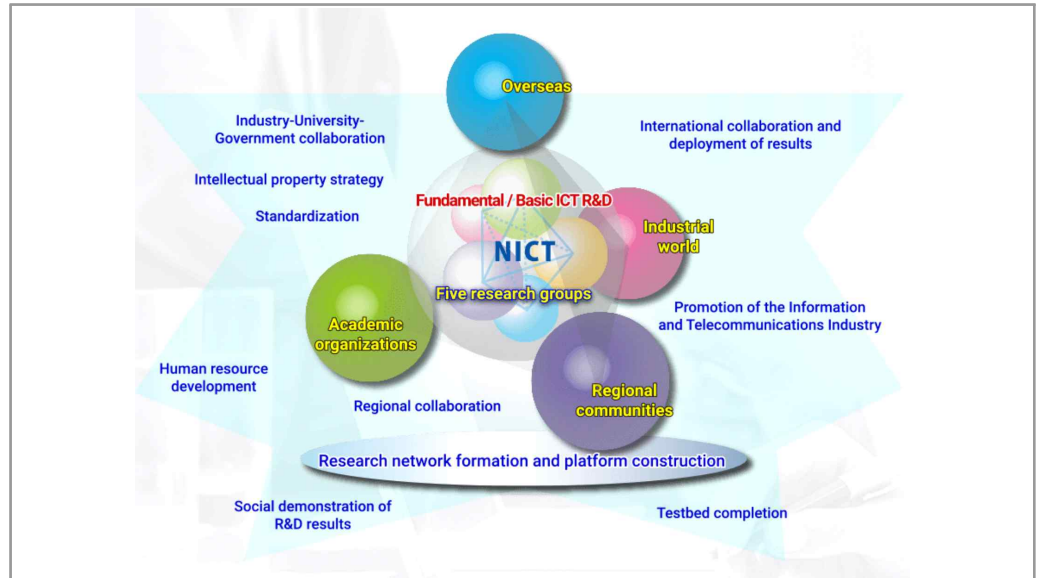 Overseas
Industry-University-
Government collaboration
International collaboration and
deployment of results
Intellectual property strategy
Fundamental / Basic ICT R&D
Standardization
Industrial
world
NICT
Five research groups
Academic
organizations
Promotion of the Information
and Telecommunications Industry
Human resource
development
Regional collaboration
Regional
communities
Research network formation and platform construction
Social demonstration of
R&D results
Testbed completion